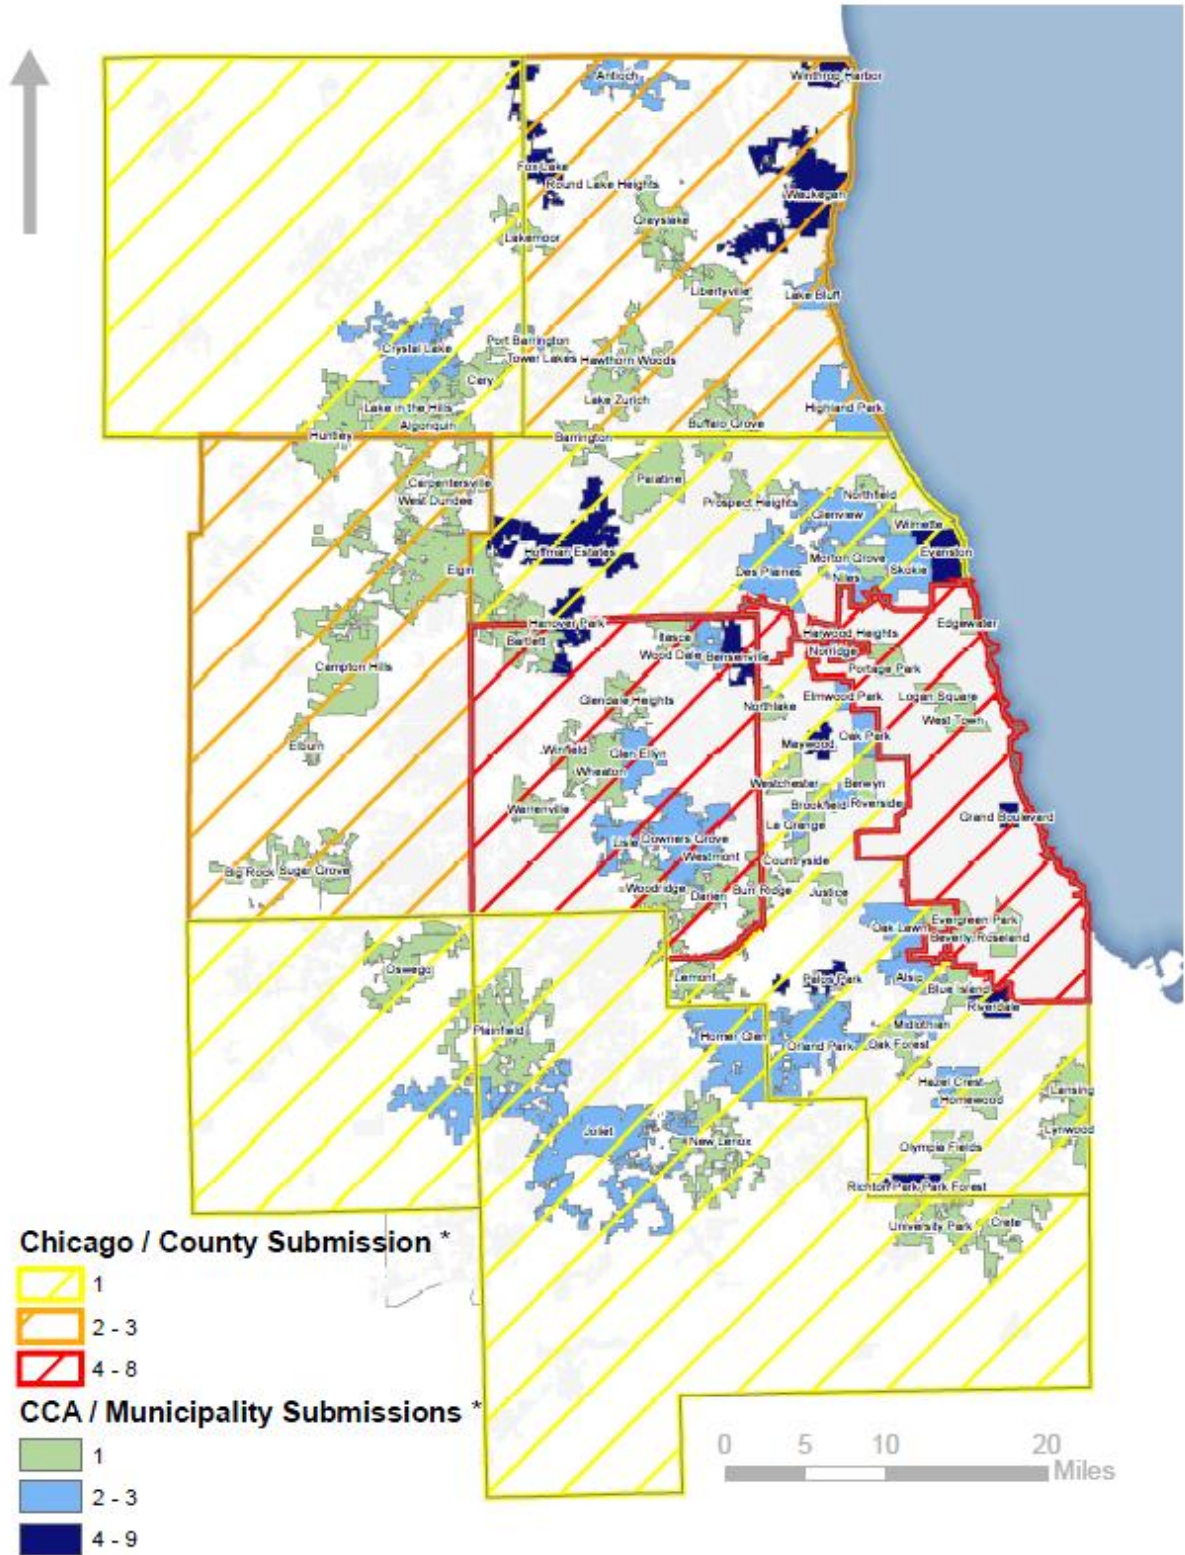 Antioch
Winthrop Harbor
Fox Lake
Round Lake Heights
Waukegan
Grayslake
Lakemoor
Libertyville
Lake Bluff
Port Barrington
Crystal Lake
Tower Lakes
Hawthorn Woods
Cary
Lake Zurich
Lake in the Hills
Highland Park
Algonquin
Buffalo Grove
Huntley
Barrington
Carpentersville
Palatine
West Dundee
Prospect Heights
Northfield
Glenview
Wilmette
Hoffman Estates
Evanston
Morton Grove
Elgin
Des Plaines
Niles
Skokie
Hanover Park
Edgewater
Bartlett
Itasca
Harwood Heights
Wood Dale
Bensenville
Norridge
Campton Hills
Portage Park
Glendale Heights
Elmwood Park
Logan Square
Northlake
West Town
Elburn
Winfield
Glen Ellyn
Maywood
Oak Park
Wheaton
Westchester
Berwyn
Warrenville
Brookfield
Riverside
Grand Boulevard
La Grange
Lisle
Downers Grove
Westmont
Countryside
Big Rock
Sugar Grove
Woodridge
Darien
Burr Ridge
Justice
Evergreen Park
Oak Lawn
Beverly
Roseland
Oswego
Lemont
Palos Park
Alsip
Blue Island
Riverdale
Plainfield
Homer Glen
Orland Park
Midlothian
Oak Forest
Hazel Crest
Lansing
Homewood
Joliet
New Lenox
Lynwood
Olympia Fields
Richton Park
Park Forest
University Park
Crete
Chicago / County Submission *
1
2 - 3
4 - 8
CCA / Municipality Submissions *
1
2 - 3
4 - 9
0 5 10 20
Miles